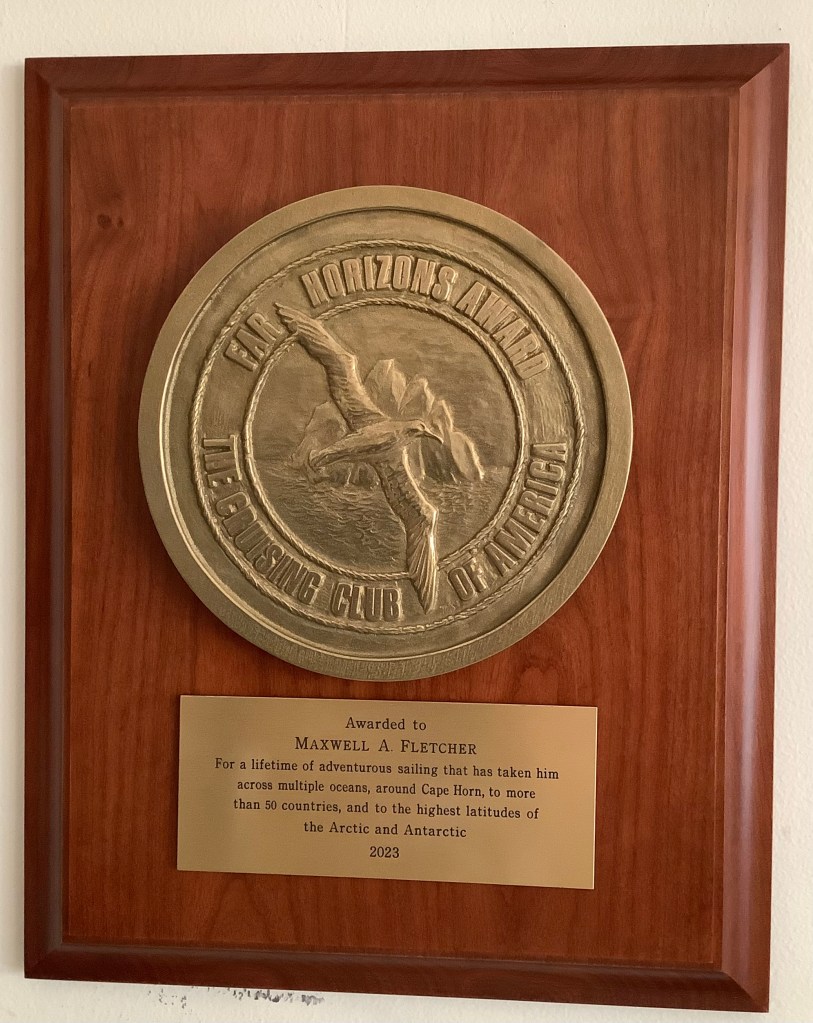 FAR HORIZONS AWARD
THE CRUISING CLUB OF AMERICA
Awarded to
MAXWELL A. FLETCHER
For a lifetime of adventurous sailing that has taken him
across multiple oceans, around Cape Horn, to more
than 50 countries, and to the highest latitudes of
the Arctic and Antarctic
2023